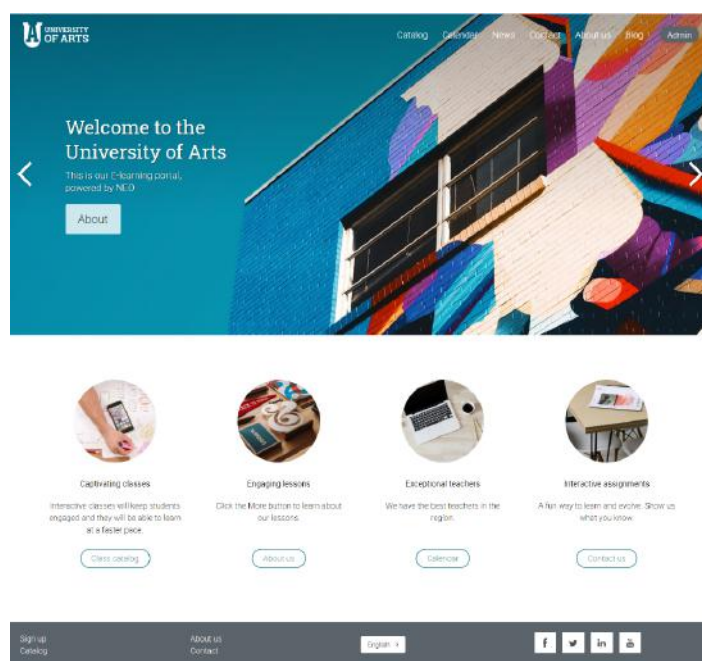 UNIVERSITY
OF ARTS
Catalog Calendar News Contact About us Blog Admin
Welcome to the
University of Arts
This is our E-learning portal,
powered by NEO
About
Captivating classes
Interactive classes will keep students
engaged and they will be able to learn
at a faster pace.
Class catalog
Engaging lessons
Click the More button to learn about
our lessons.
About us
Exceptional teachers
We have the best teachers in the
region.
Calendar
Interactive assignments
A fun way to learn and evolve. Show us
what you know.
Contact us
Sign up
Catalog
About us
Contact
English